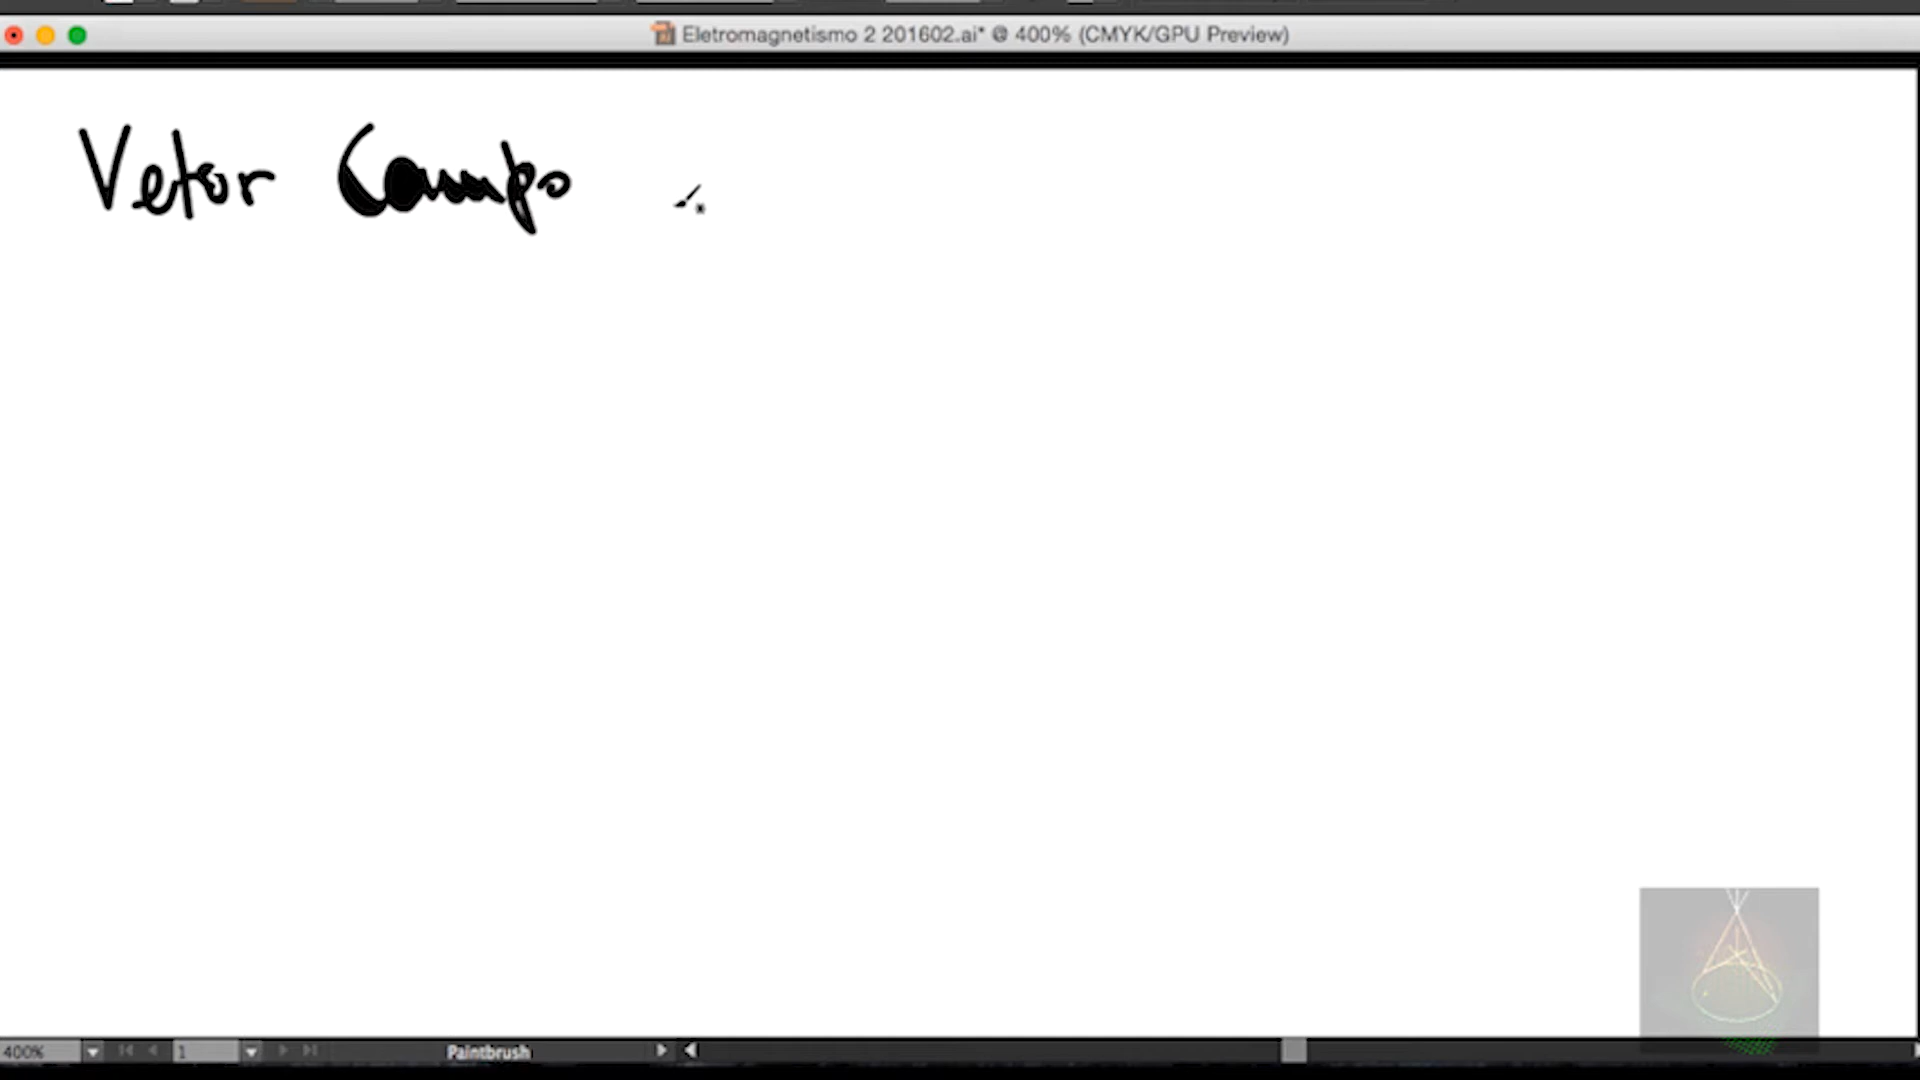 Eletromagnetismo 2 201602.ai* @ 400% (CMYK/GPU Preview)
Vetor Campo
400%
1
Paintbrush